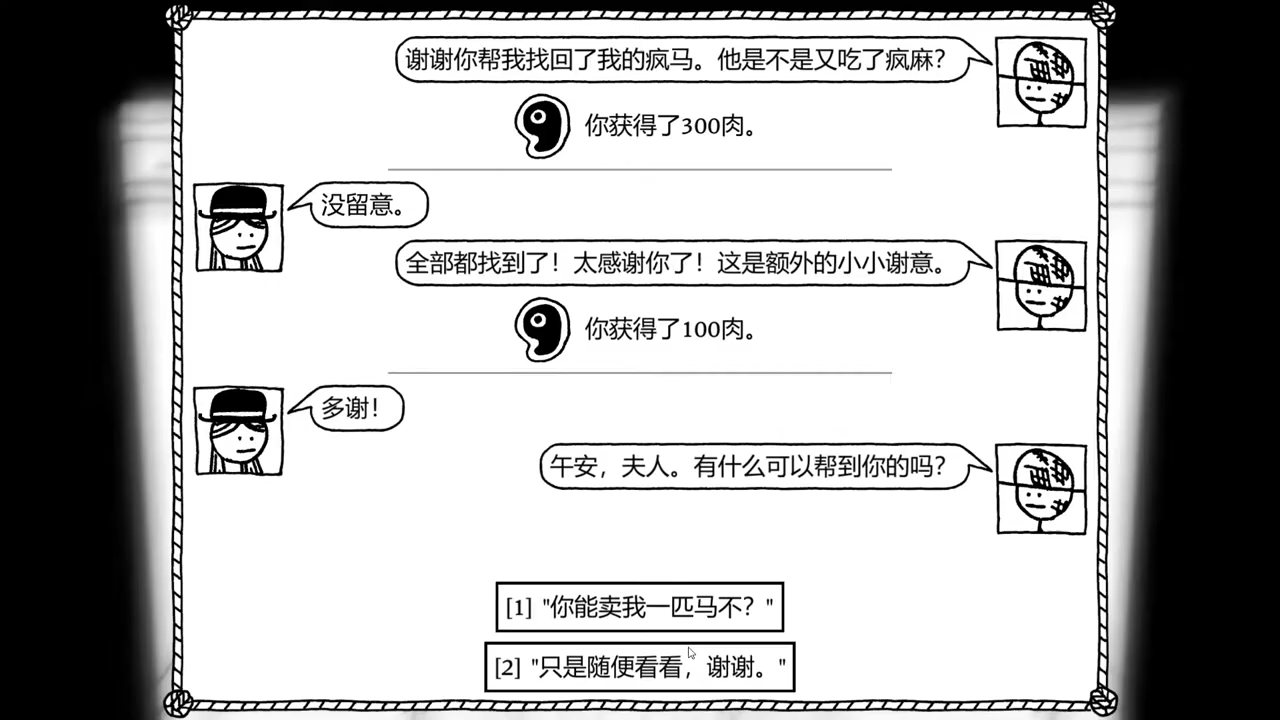 谢谢你帮我找回了我的疯马。他是不是又吃了疯麻？
你获得了300肉。
没留意。
全部都找到了！太感谢你了！这是额外的小小谢意。
你获得了100肉。
多谢！
午安，夫人。有什么可以帮到你的吗？
[1] "你能卖我一匹马不？"
[2] "只是随便看看，谢谢。"